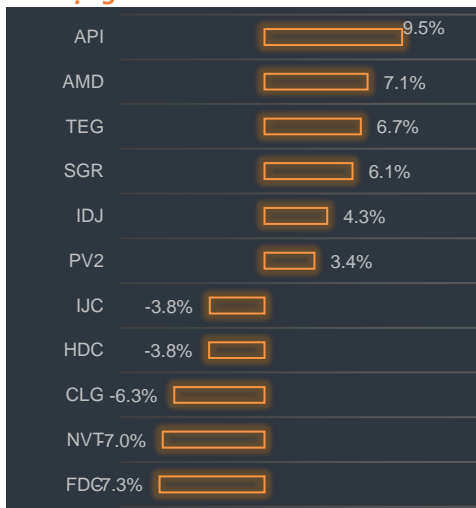 API 9.5%
AMD 7.1%
TEG 6.7%
SGR 6.1%
IDJ 4.3%
PV2 3.4%
IJC -3.8%
HDC -3.8%
CLG -6.3%
NVT -7.0%
FDG -7.3%